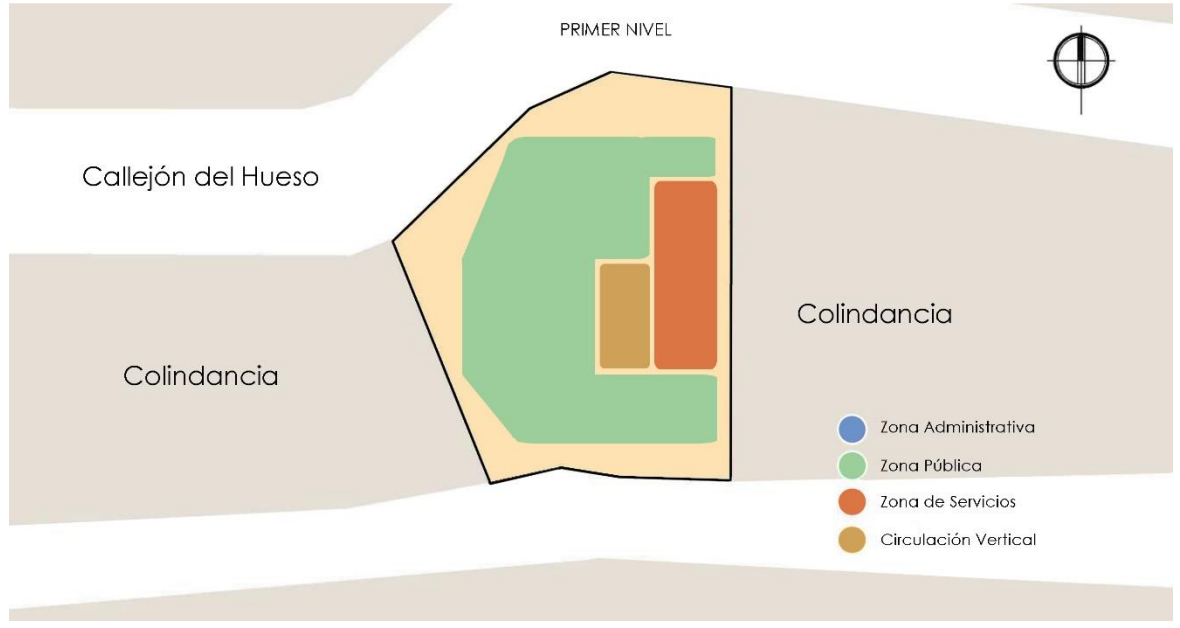 PRIMER NIVEL
Callejón del Hueso
Colindancia
Colindancia
Zona Administrativa
Zona Pública
Zona de Servicios
Circulación Vertical